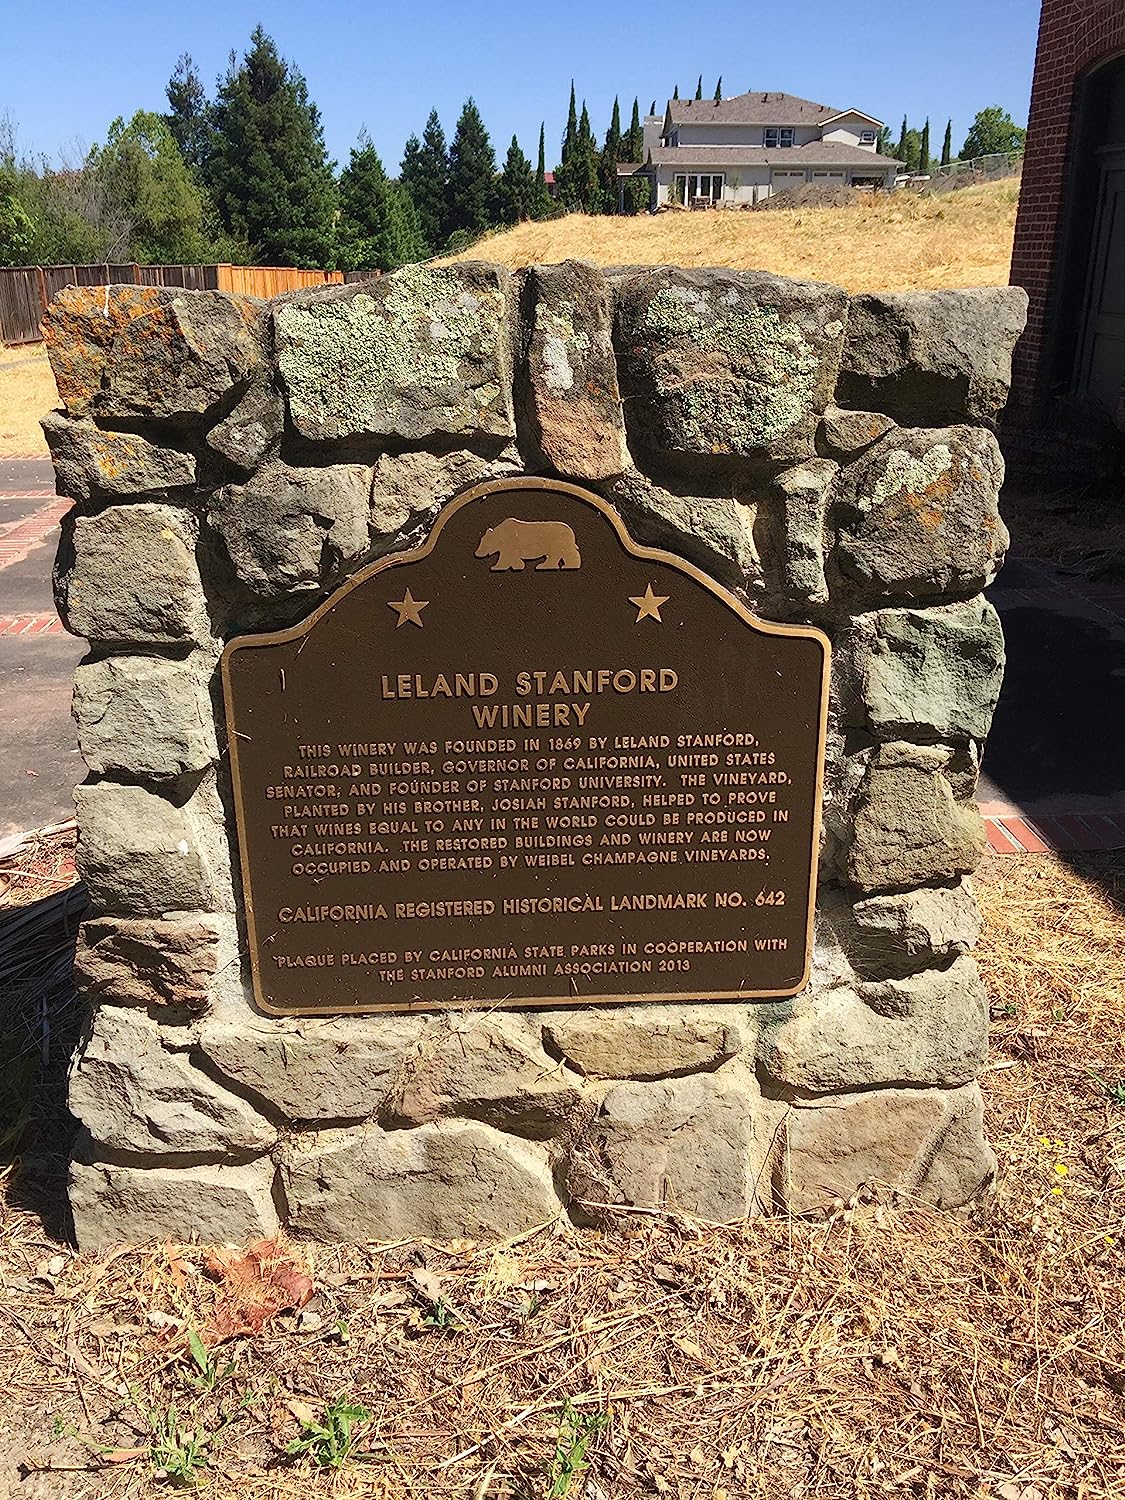 LELAND STANFORD
WINERY
THIS WINERY WAS FOUNDED IN 1869 BY LELAND STANFORD,
RAILROAD BUILDER, GOVERNOR OF CALIFORNIA, UNITED STATES
SENATOR, AND FOUNDER OF STANFORD UNIVERSITY. THE VINEYARD,
PLANTED BY HIS BROTHER, JOSIAH STANFORD, HELPED TO PROVE
THAT WINES EQUAL TO ANY IN THE WORLD COULD BE PRODUCED IN
CALIFORNIA. THE RESTORED BUILDINGS AND WINERY ARE NOW
OCCUPIED AND OPERATED BY WEIBEL CHAMPAGNE VINEYARDS.
CALIFORNIA REGISTERED HISTORICAL LANDMARK NO. 642
PLAQUE PLACED BY CALIFORNIA STATE PARKS IN COOPERATION WITH
THE STANFORD ALUMNI ASSOCIATION 2013